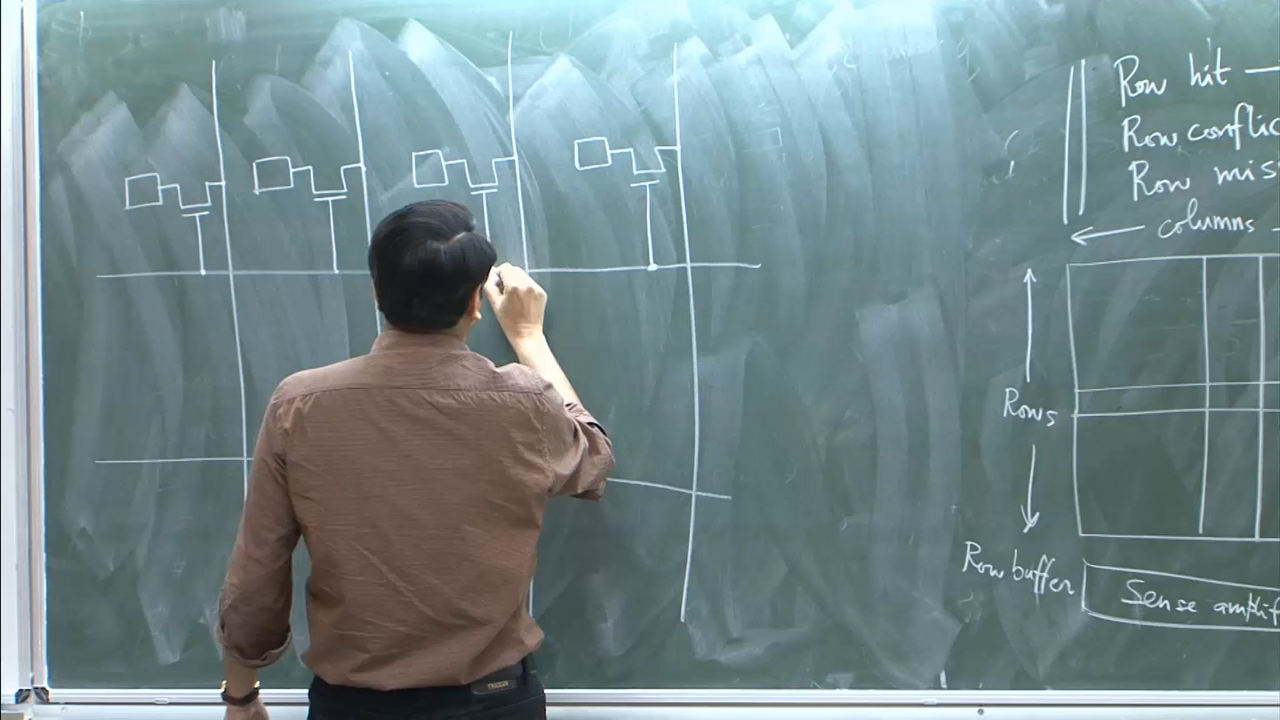 Row hit
Row conflic
Row mis
columns
Rows
Row buffer
Sense amplif